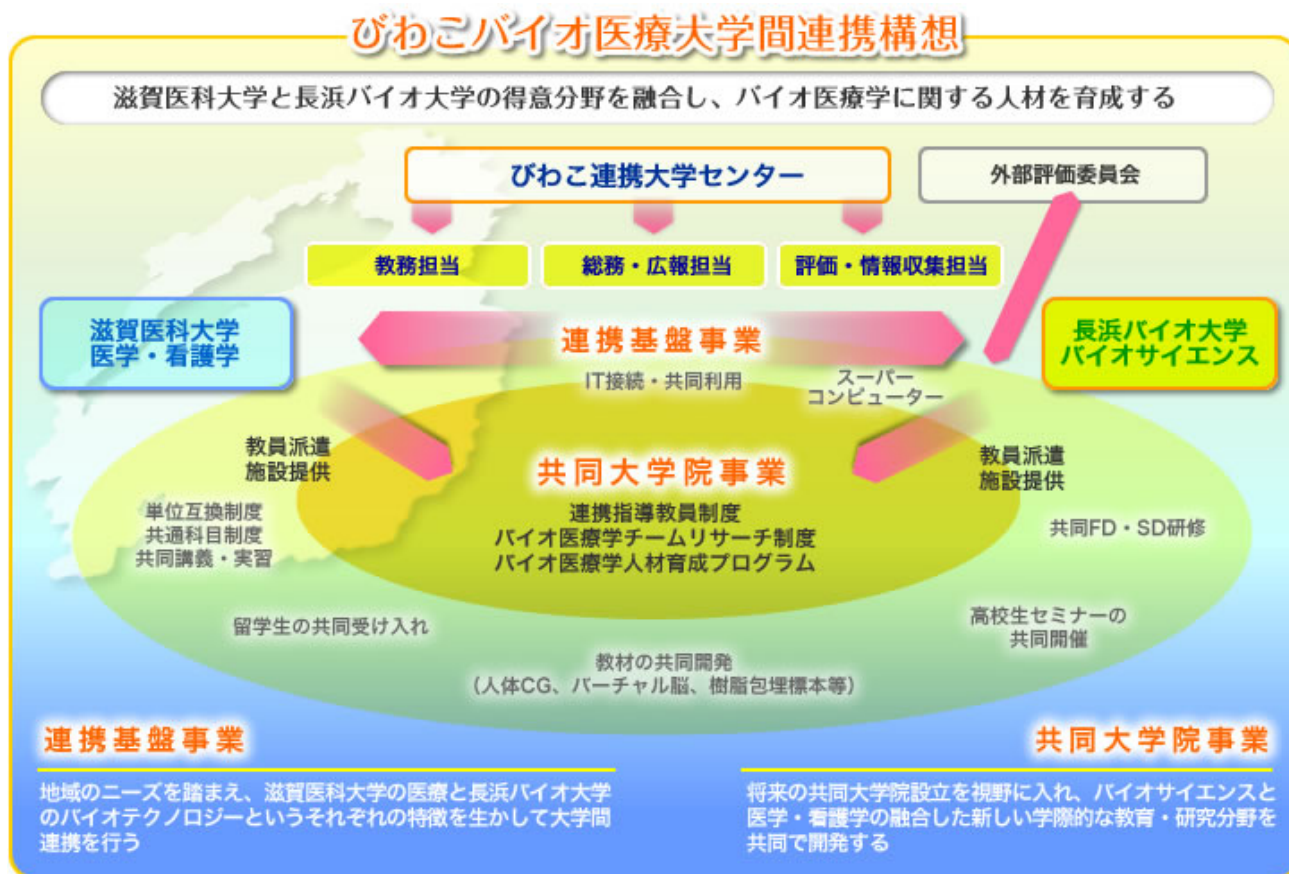 びわこバイオ医療大学間連携構想
滋賀医科大学と長浜バイオ大学の得意分野を融合し、バイオ医療学に関する人材を育成する
びわこ連携大学センター
外部評価委員会
教務担当
総務・広報担当
評価・情報収集担当
滋賀医科大学
医学・看護学
連携基盤事業
IT接続・共同利用
スーパー
コンピューター
長浜バイオ大学
バイオサイエンス
教員派遣
施設提供
単位互換制度
共通科目制度
共同講義・実習
共同大学院事業
連携指導教員制度
バイオ医療学チームリサーチ制度
バイオ医療学人材育成プログラム
教員派遣
施設提供
共同FD・SD研修
留学生の共同受け入れ
教材の共同開発
（人体CG、バーチャル脳、樹脂包埋標本等）
高校生セミナーの
共同開催
連携基盤事業
地域のニーズを踏まえ、滋賀医科大学の医療と長浜バイオ大学
のバイオテクノロジーというそれぞれの特徴を生かして大学間
連携を行う
共同大学院事業
将来の共同大学院設立を視野に入れ、バイオサイエンスと
医学・看護学の融合した新しい学際的な教育・研究分野を
共同で開発する